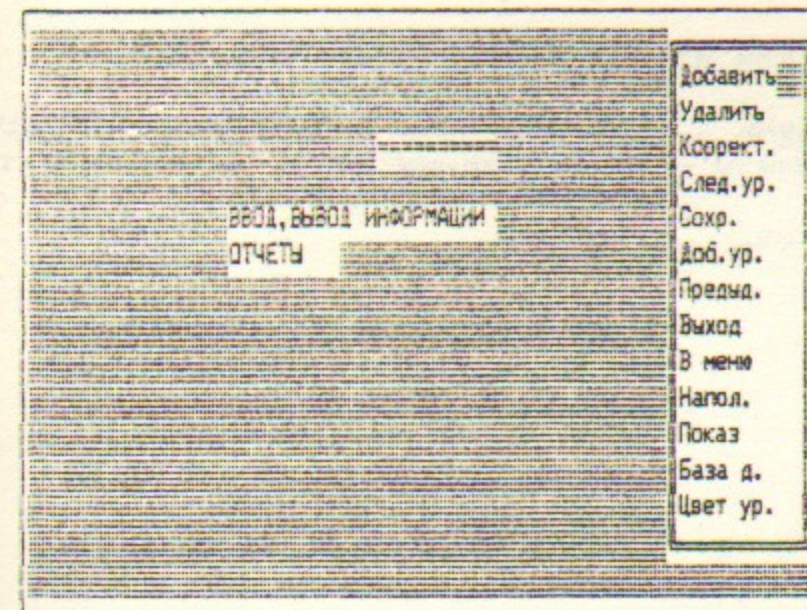 ==========
ВВОД,ВЫВОД ИНФОРМАЦИИ
ОТЧЕТЫ
Добавить
Удалить
Коррект.
След.ур.
Сохр.
Доб.ур.
Предыд.
Выход
В меню
Напол.
Показ
База д.
Цвет ур.